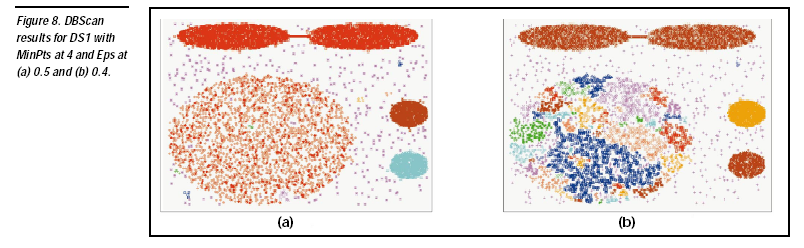 Figure 8. DBScan
results for DS1 with
MinPts at 4 and Eps at
(a) 0.5 and (b) 0.4.
(a)
(b)